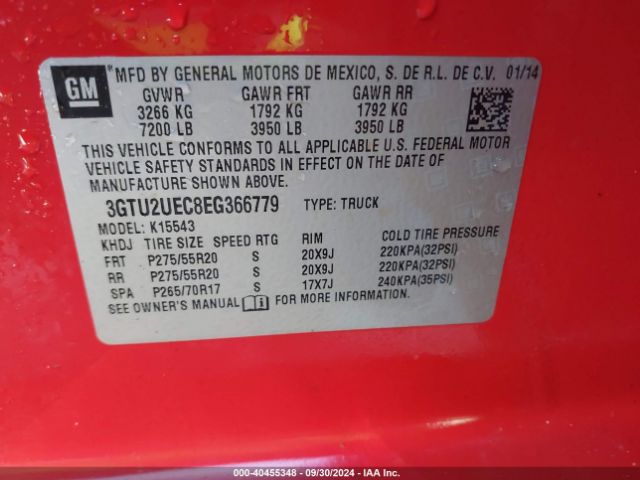 GM *MFD BY GENERAL MOTORS DE MEXICO, S. DE R.L. DE C.V. 01/14
GVWR GAWR FRT GAWR RR
3266 KG 1792 KG 1792 KG
7200 LB 3950 LB 3950 LB
THIS VEHICLE CONFORMS TO ALL APPLICABLE U.S. FEDERAL MOTOR
VEHICLE SAFETY STANDARDS IN EFFECT ON THE DATE OF
MANUFACTURE SHOWN ABOVE.
3GTU2UEC8EG366779 TYPE: TRUCK
MODEL: K15543
KHDJ TIRE SIZE SPEED RTG RIM COLD TIRE PRESSURE
FRT P275/55R20 S 20X9J 220KPA(32PSI)
RR P275/55R20 S 20X9J 220KPA(32PSI)
SPA P265/70R17 S 17X7J 240KPA(35PSI)
SEE OWNER'S MANUAL FOR MORE INFORMATION.
000-40455348 - 09/30/2024 - IAA Inc.